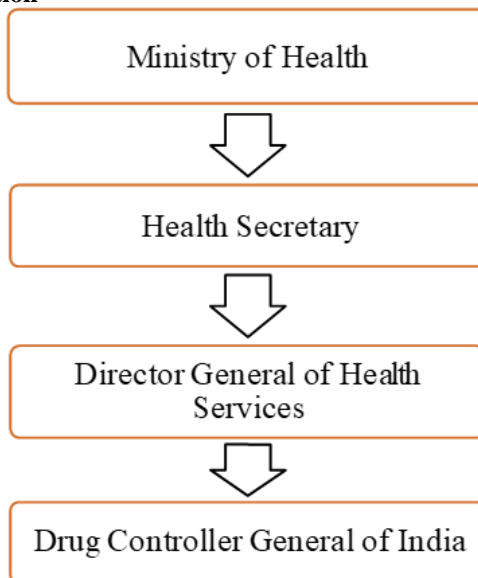 Ministry of Health
Health Secretary
Director General of Health
Services
Drug Controller General of India